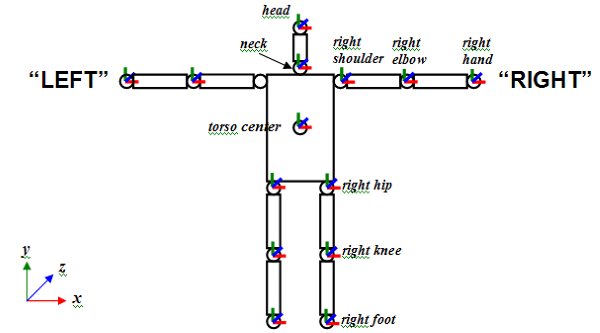 head
neck
right
shoulder
right
elbow
right
hand
“LEFT”
“RIGHT”
torso center
right hip
right knee
right foot
y
z
x